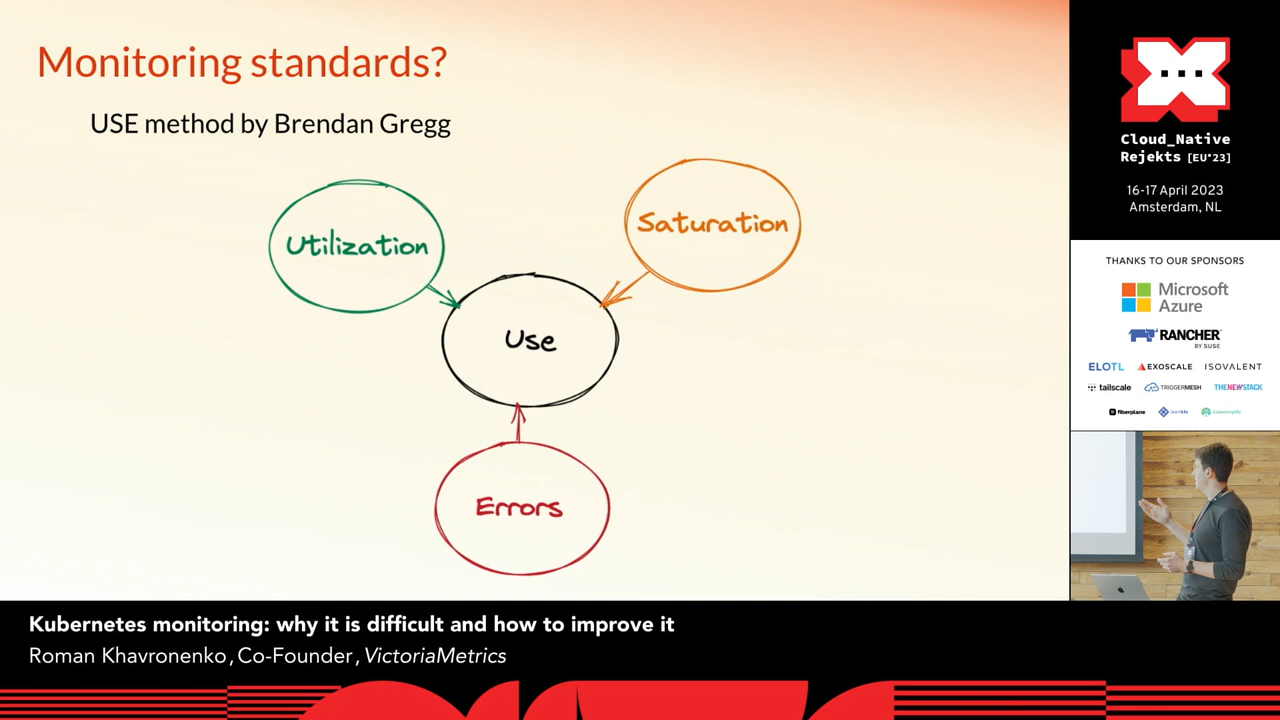 Monitoring standards?
USE method by Brendan Gregg
Utilization
Saturation
Use
Errors
Cloud_Native
Rejekts [EU'23]
16-17 April 2023
Amsterdam, NL
THANKS TO OUR SPONSORS
Microsoft
Azure
RANCHER
BY SUSE
ELOTL
EXOSCALE
ISOVALENT
tailscale
TRIGGERMESH
THENEWSTACK
fiberplane
kubesimplify
Kubernetes monitoring: why it is difficult and how to improve it
Roman Khavronenko, Co-Founder, VictoriaMetrics